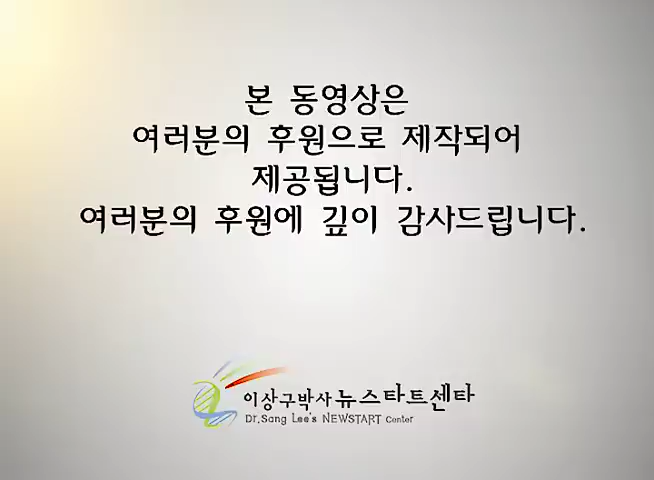 본 동영상은
여러분의 후원으로 제작되어
제공됩니다.
여러분의 후원에 깊이 감사드립니다.
이상구박사뉴스타트센타
Dr.Sang Lee's NEWSTART Center